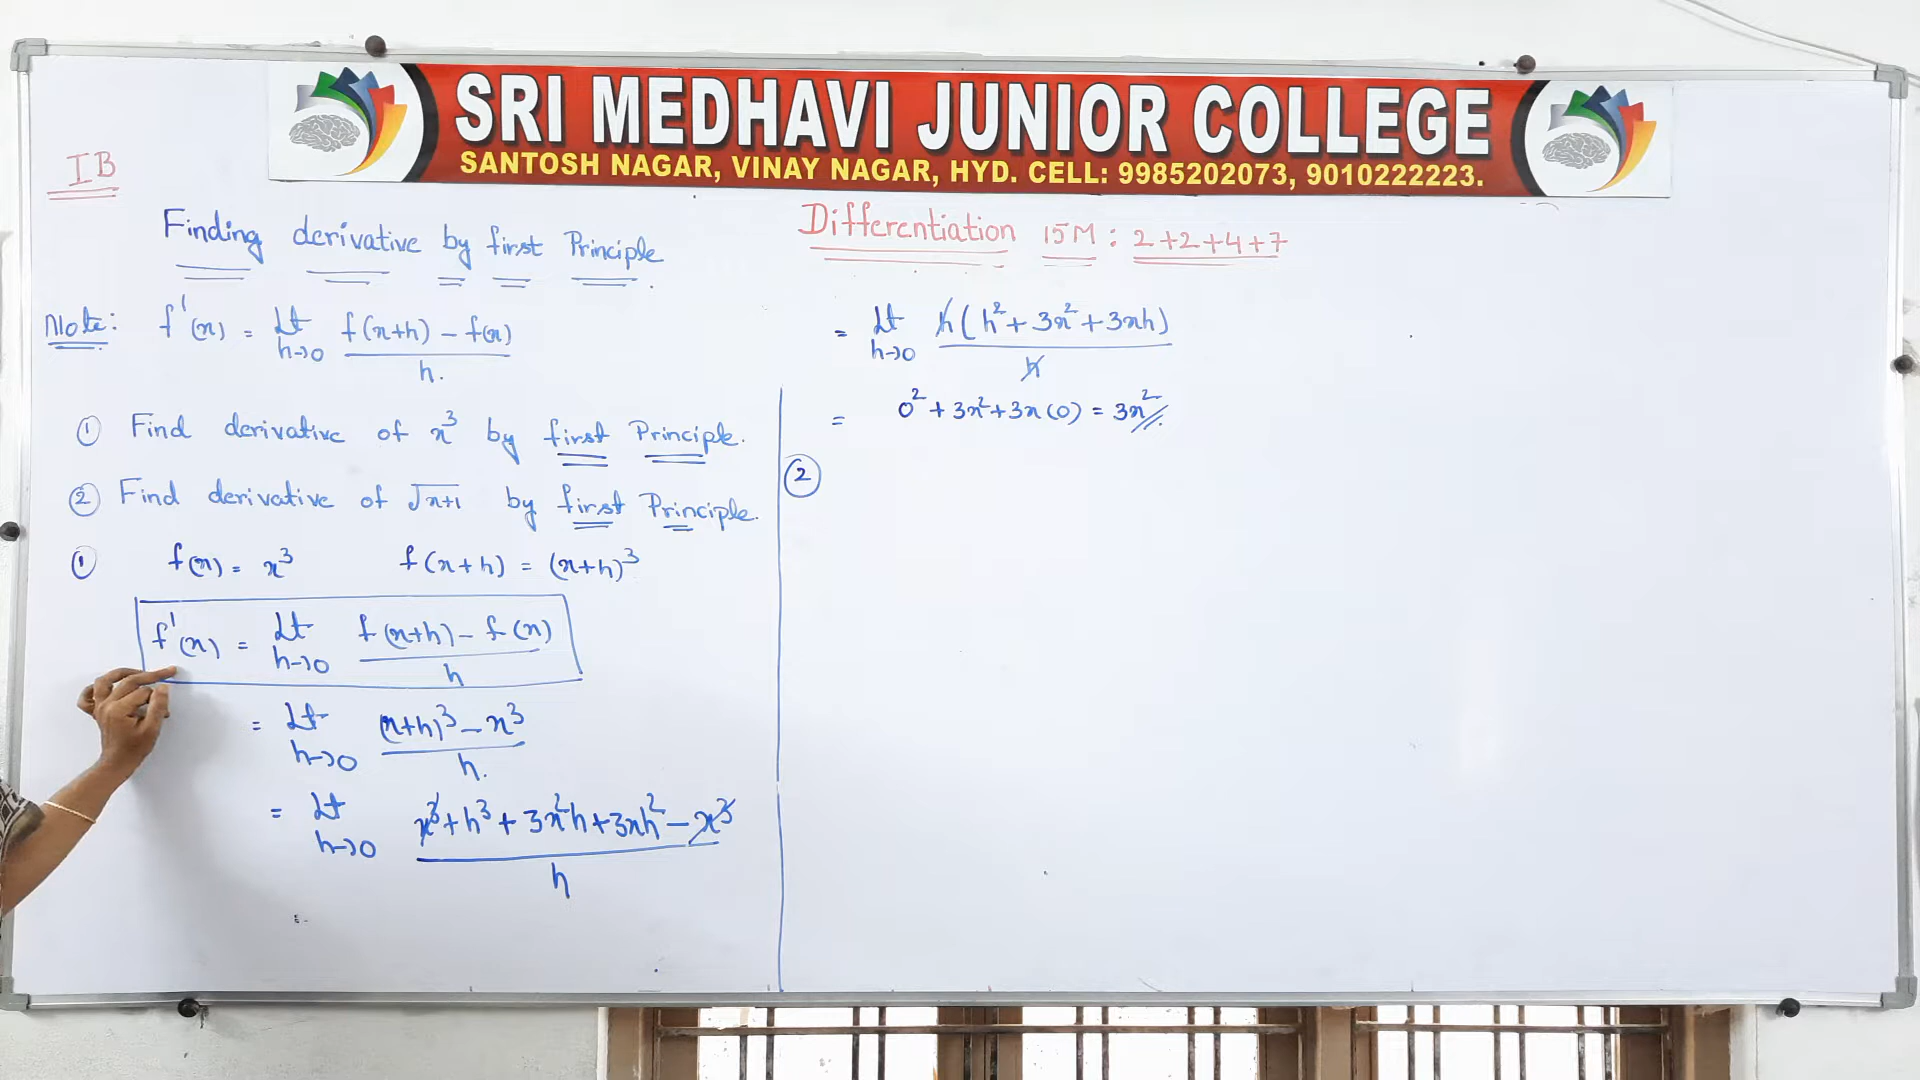 SRI MEDHAVI JUNIOR COLLEGE
SANTOSH NAGAR, VINAY NAGAR, HYD. CELL: 9985202073, 9010222223.
IB
Differentiation 15M : 2+2+4+7
Finding derivative by first Principle.
Note: f'(x) = Lt h→0 f(x+h) - f(x) / h.
① Find derivative of x³ by first Principle.
② Find derivative of √x+1 by first Principle.
① f(x) = x³ f(x+h) = (x+h)³
f'(x) = Lt h→0 f(x+h) - f(x) / h
= Lt h→0 (x+h)³ - x³ / h.
= Lt h→0 x³ + h³ + 3x²h + 3xh² - x³ / h
= Lt h→0 h(h² + 3x² + 3xh) / h
= 0² + 3x² + 3x(0) = 3x²
②